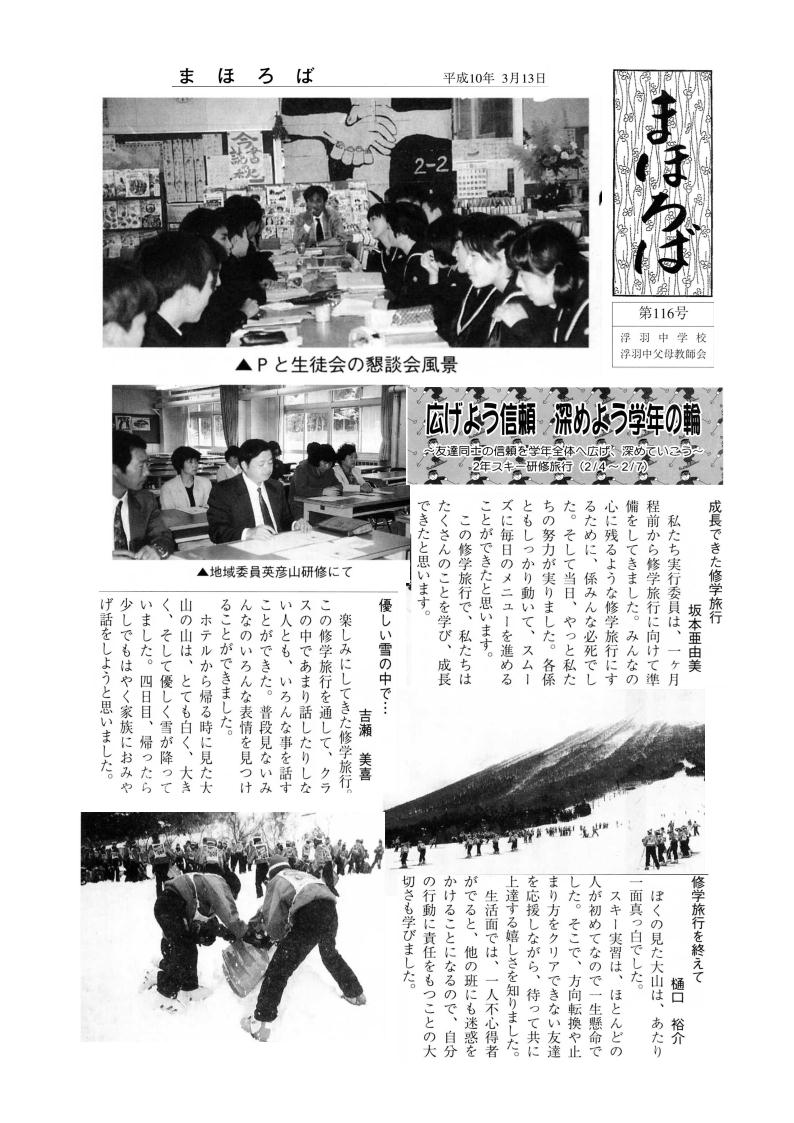 まほろば
平成10年 3月13日
まほろば
第116号
浮羽中学校
浮羽中父母教師会
2-2
▲Pと生徒会の懇談会風景
▲地域委員英彦山研修にて
広げよう信頼 深めよう学年の輪
～友達同士の信頼を学年全体へ広げ、深めていこう～
2年スキー研修旅行（2/4～2/7）
成長できた修学旅行
坂本亜由美
私たち実行委員は、一ヶ月
程前から修学旅行に向けて準
備をしてきました。みんなの
心に残るような修学旅行にす
るために、係みんな必死でし
た。そして当日、やっと私た
ちの努力が実りました。各係
ともしっかり動いて、スムー
ズに毎日のメニューを進める
ことができたと思います。
この修学旅行で、私たちは
たくさんのことを学び、成長
できたと思います。
優しい雪の中で…
吉瀬 美喜
楽しみにしてきた修学旅行。
この修学旅行を通して、クラ
スの中であまり話したりしな
い人とも、いろんな事を話す
ことができた。普段見ないみ
んなのいろんな表情を見つけ
ることができました。
ホテルから帰る時に見た大
山の山は、とても白く、大き
く、そして優しく雪が降って
いました。四日目、帰ったら
少しでもはやく家族におみや
げ話をしようと思いました。
修学旅行を終えて
樋口 裕介
ぼくの見た大山は、あたり
一面真っ白でした。
スキー実習は、ほとんどの
人が初めてなので一生懸命で
した。そこで、方向転換や止
まり方をクリアできない友達
を応援しながら、待って共に
上達する嬉しさを知りました。
生活面では、一人不心得者
がでると、他の班にも迷惑を
かけることになるので、自分
の行動に責任をもつことの大
切さも学びました。